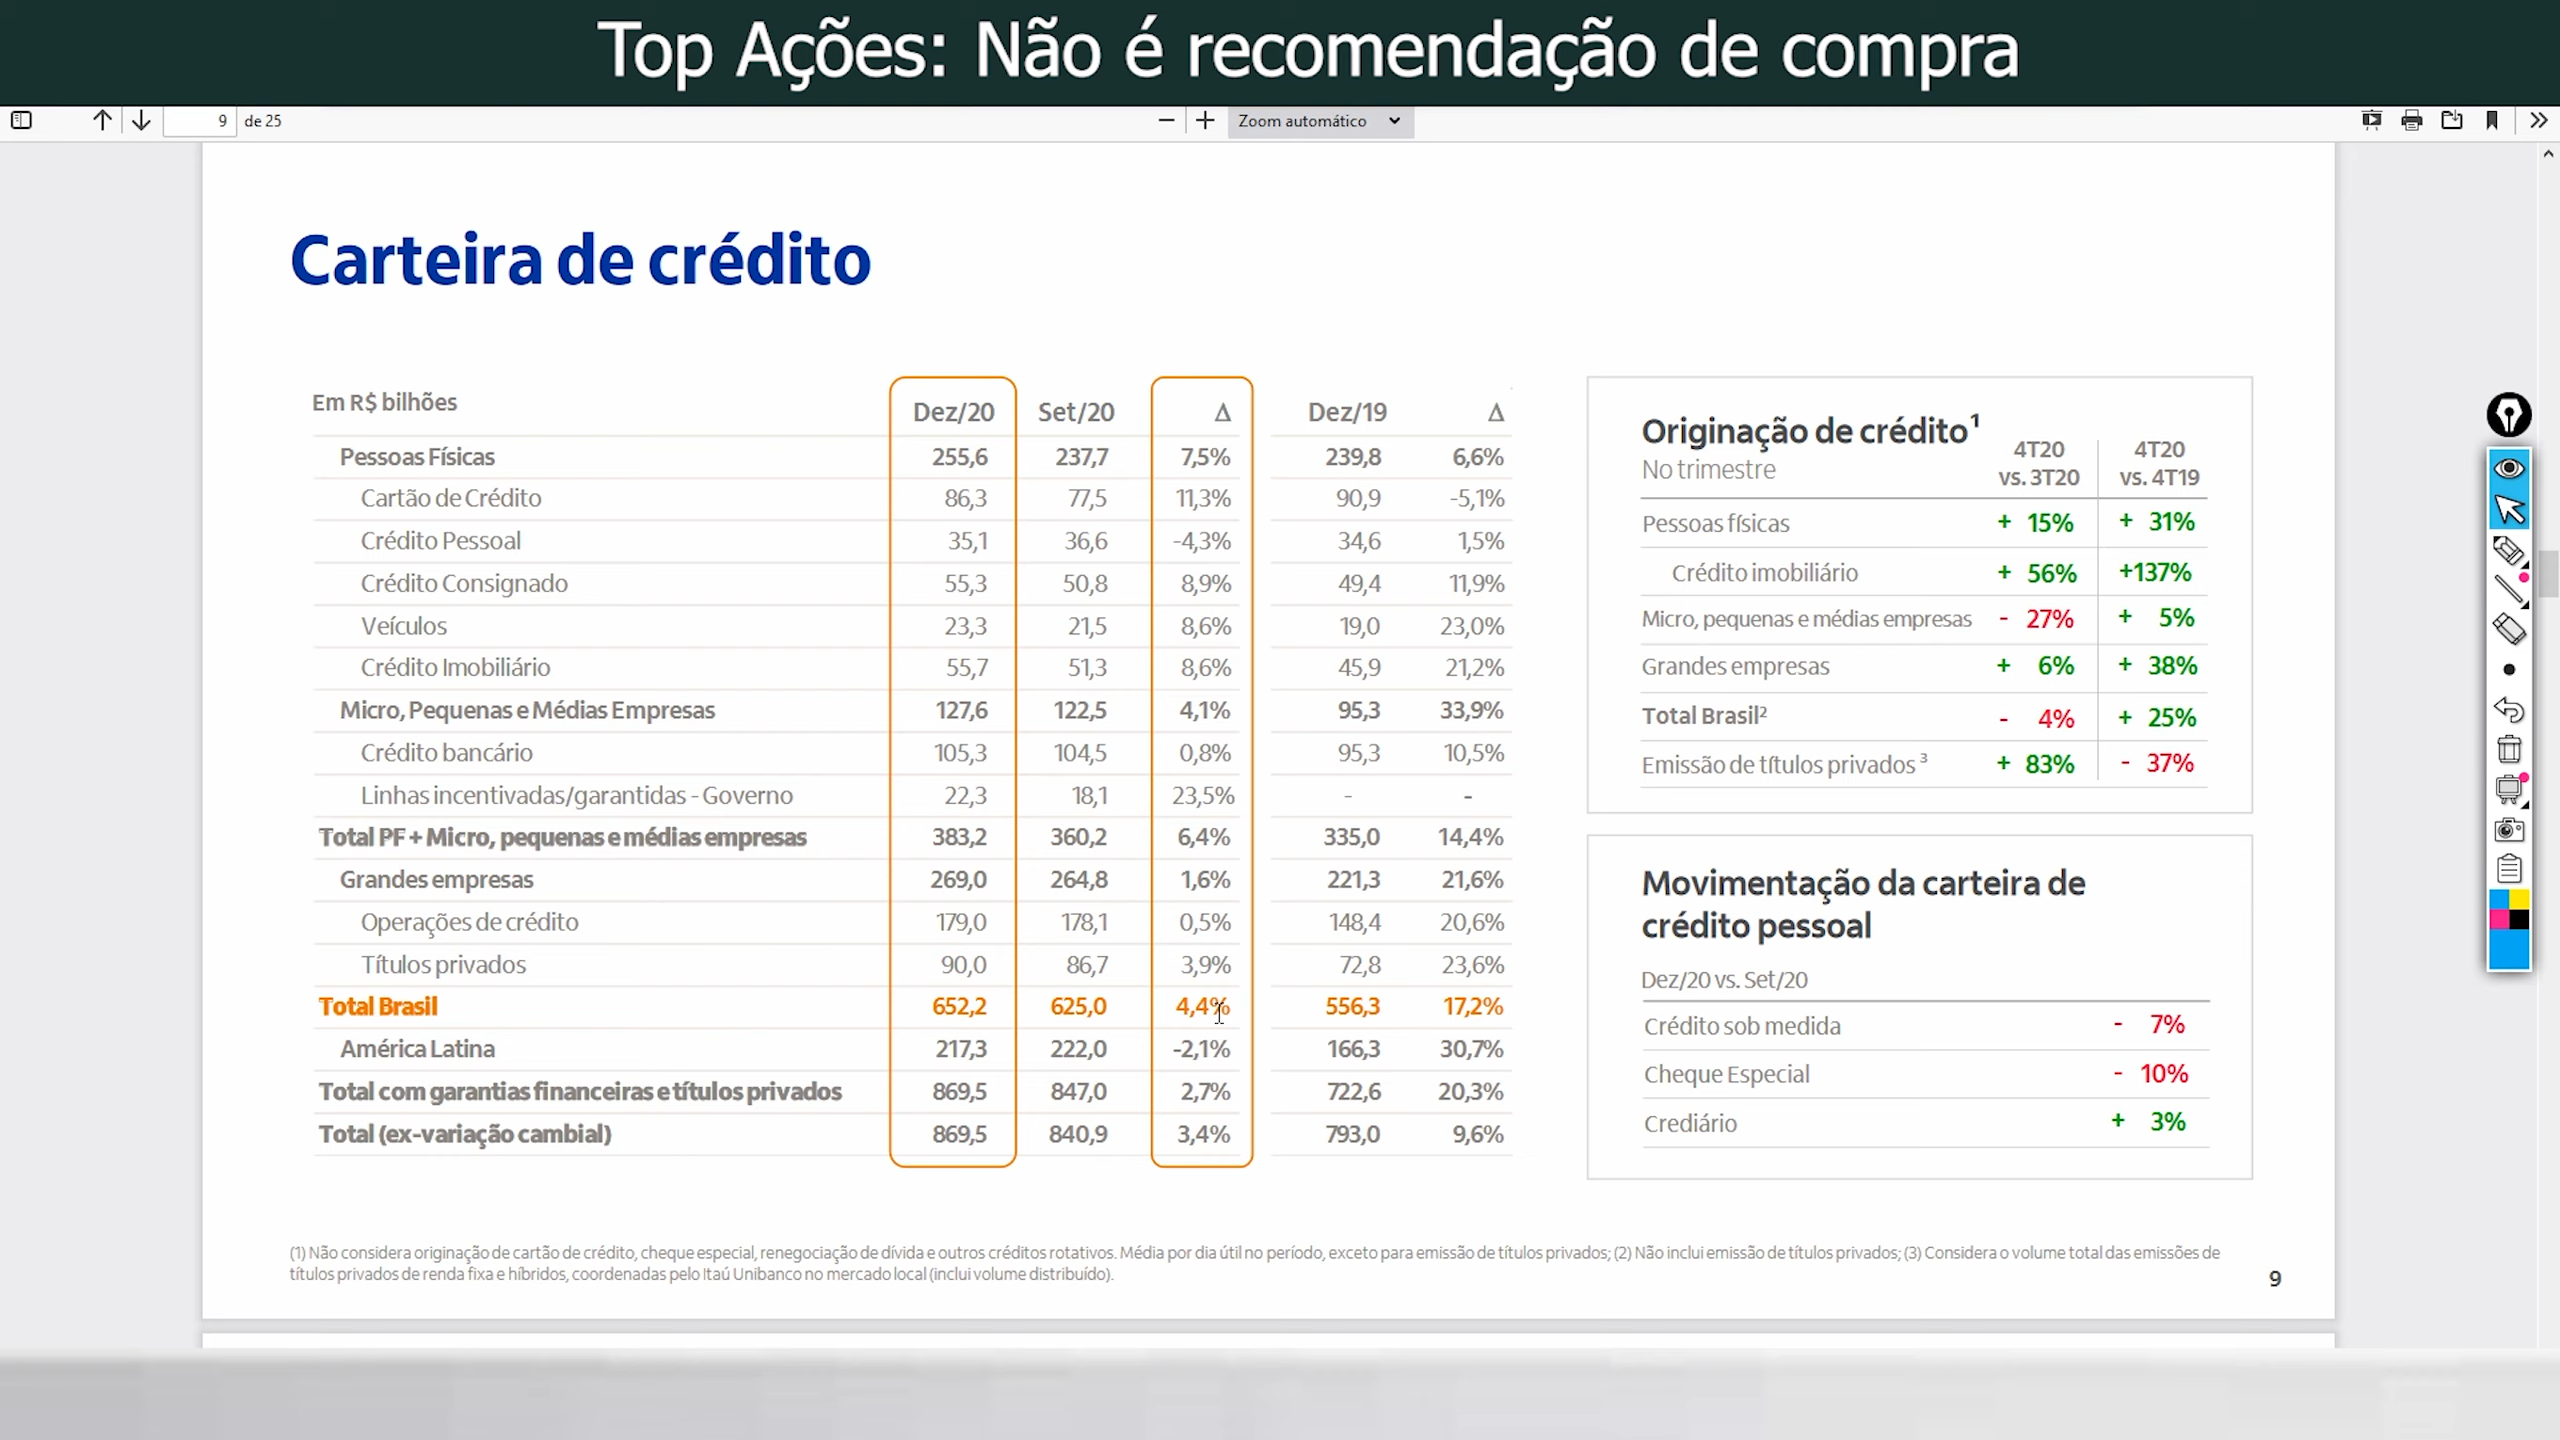 Top Ações: Não é recomendação de compra
9 de 25
Zoom automático
Carteira de crédito
Em R$ bilhões Dez/20 Set/20 Δ Dez/19 Δ
Pessoas Físicas 255,6 237,7 7,5% 239,8 6,6%
Cartão de Crédito 86,3 77,5 11,3% 90,9 -5,1%
Crédito Pessoal 35,1 36,6 -4,3% 34,6 1,5%
Crédito Consignado 55,3 50,8 8,9% 49,4 11,9%
Veículos 23,3 21,5 8,6% 19,0 23,0%
Crédito Imobiliário 55,7 51,3 8,6% 45,9 21,2%
Micro, Pequenas e Médias Empresas 127,6 122,5 4,1% 95,3 33,9%
Crédito bancário 105,3 104,5 0,8% 95,3 10,5%
Linhas incentivadas/garantidas - Governo 22,3 18,1 23,5% - -
Total PF + Micro, pequenas e médias empresas 383,2 360,2 6,4% 335,0 14,4%
Grandes empresas 269,0 264,8 1,6% 221,3 21,6%
Operações de crédito 179,0 178,1 0,5% 148,4 20,6%
Títulos privados 90,0 86,7 3,9% 72,8 23,6%
Total Brasil 652,2 625,0 4,4% 556,3 17,2%
América Latina 217,3 222,0 -2,1% 166,3 30,7%
Total com garantias financeiras e títulos privados 869,5 847,0 2,7% 722,6 20,3%
Total (ex-variação cambial) 869,5 840,9 3,4% 793,0 9,6%
Originação de crédito¹
No trimestre
4T20 4T20
vs. 3T20 vs. 4T19
Pessoas físicas + 15% + 31%
Crédito imobiliário + 56% +137%
Micro, pequenas e médias empresas - 27% + 5%
Grandes empresas + 6% + 38%
Total Brasil² - 4% + 25%
Emissão de títulos privados ³ + 83% - 37%
Movimentação da carteira de
crédito pessoal
Dez/20 vs. Set/20
Crédito sob medida - 7%
Cheque Especial - 10%
Crediário + 3%
(1) Não considera originação de cartão de crédito, cheque especial, renegociação de dívida e outros créditos rotativos. Média por dia útil no período, exceto para emissão de títulos privados; (2) Não inclui emissão de títulos privados; (3) Considera o volume total das emissões de
títulos privados de renda fixa e híbridos, coordenadas pelo Itaú Unibanco no mercado local (inclui volume distribuído).
9